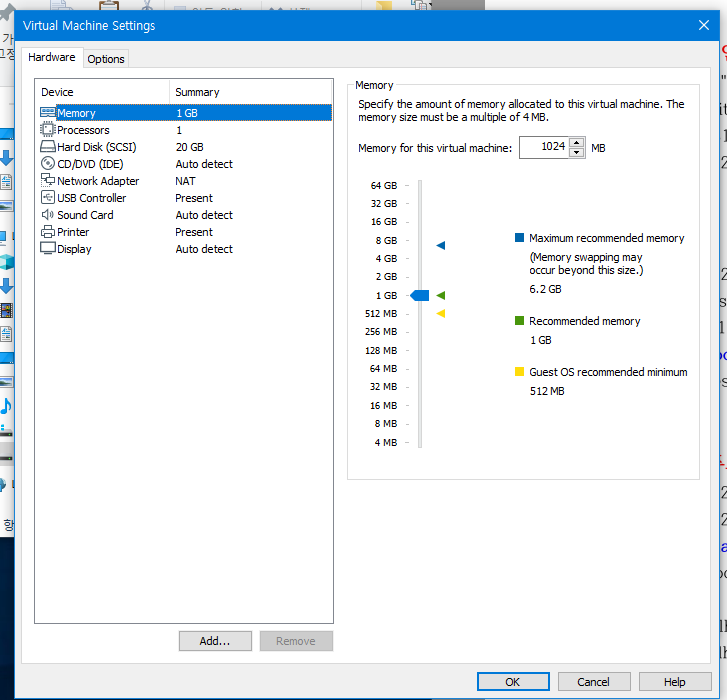 Virtual Machine Settings
Hardware
Options
Device Summary
Memory 1 GB
Processors 1
Hard Disk (SCSI) 20 GB
CD/DVD (IDE) Auto detect
Network Adapter NAT
USB Controller Present
Sound Card Auto detect
Printer Present
Display Auto detect
Add...
Remove
Memory
Specify the amount of memory allocated to this virtual machine. The
memory size must be a multiple of 4 MB.
Memory for this virtual machine: 1024 MB
64 GB
32 GB
16 GB
8 GB
4 GB
2 GB
1 GB
512 MB
256 MB
128 MB
64 MB
32 MB
16 MB
8 MB
4 MB
Maximum recommended memory
(Memory swapping may
occur beyond this size.)
6.2 GB
Recommended memory
1 GB
Guest OS recommended minimum
512 MB
OK
Cancel
Help